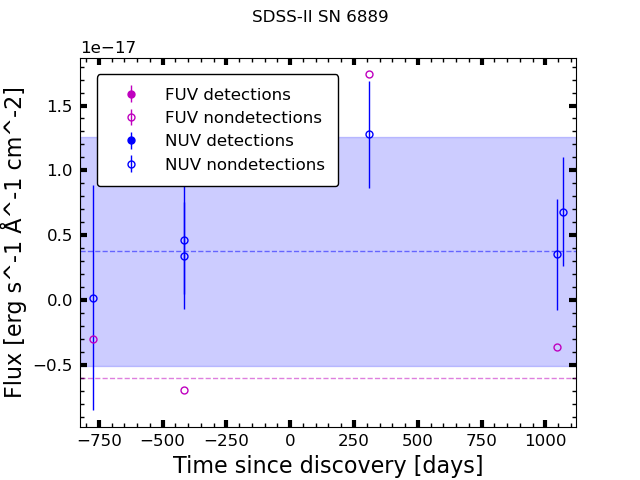 SDSS-II SN 6889
1e−17
FUV detections
FUV nondetections
NUV detections
NUV nondetections
1.5
1.0
0.5
0.0
−0.5
Flux [erg s^-1 Å^-1 cm^-2]
−750 −500 −250 0 250 500 750 1000
Time since discovery [days]